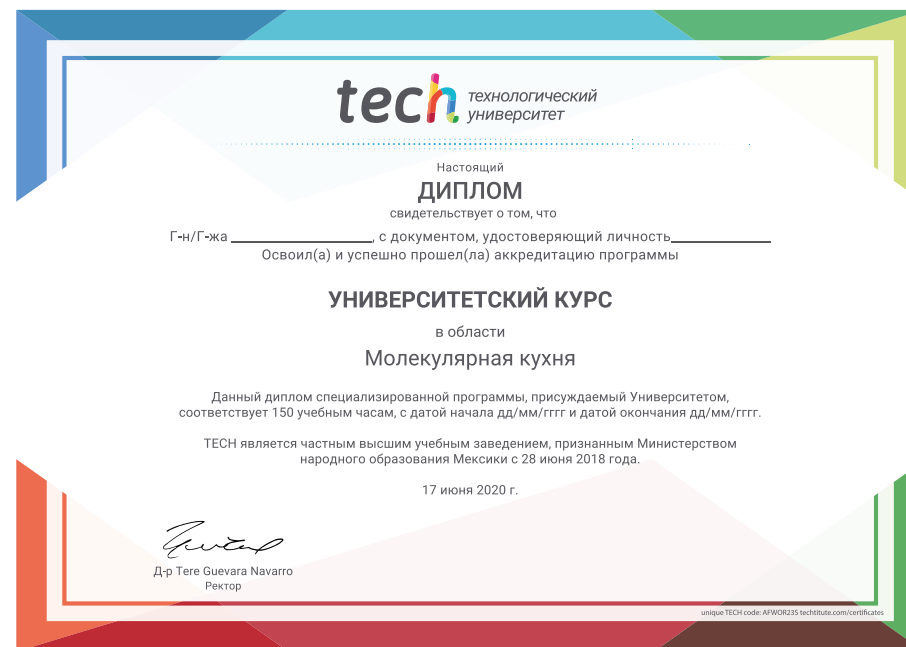 tech технологический университет
Настоящий
ДИПЛОМ
свидетельствует о том, что
Г-н/Г-жа ____________________, с документом, удостоверяющий личность______________
Освоил(а) и успешно прошел(ла) аккредитацию программы
УНИВЕРСИТЕТСКИЙ КУРС
в области
Молекулярная кухня
Данный диплом специализированной программы, присуждаемый Университетом,
соответствует 150 учебным часам, с датой начала дд/мм/гггг и датой окончания дд/мм/гггг.
TECH является частным высшим учебным заведением, признанным Министерством
народного образования Мексики с 28 июня 2018 года.
17 июня 2020 г.
Д-р Tere Guevara Navarro
Ректор
unique TECH code: AFWOR23S techtitute.com/certificates